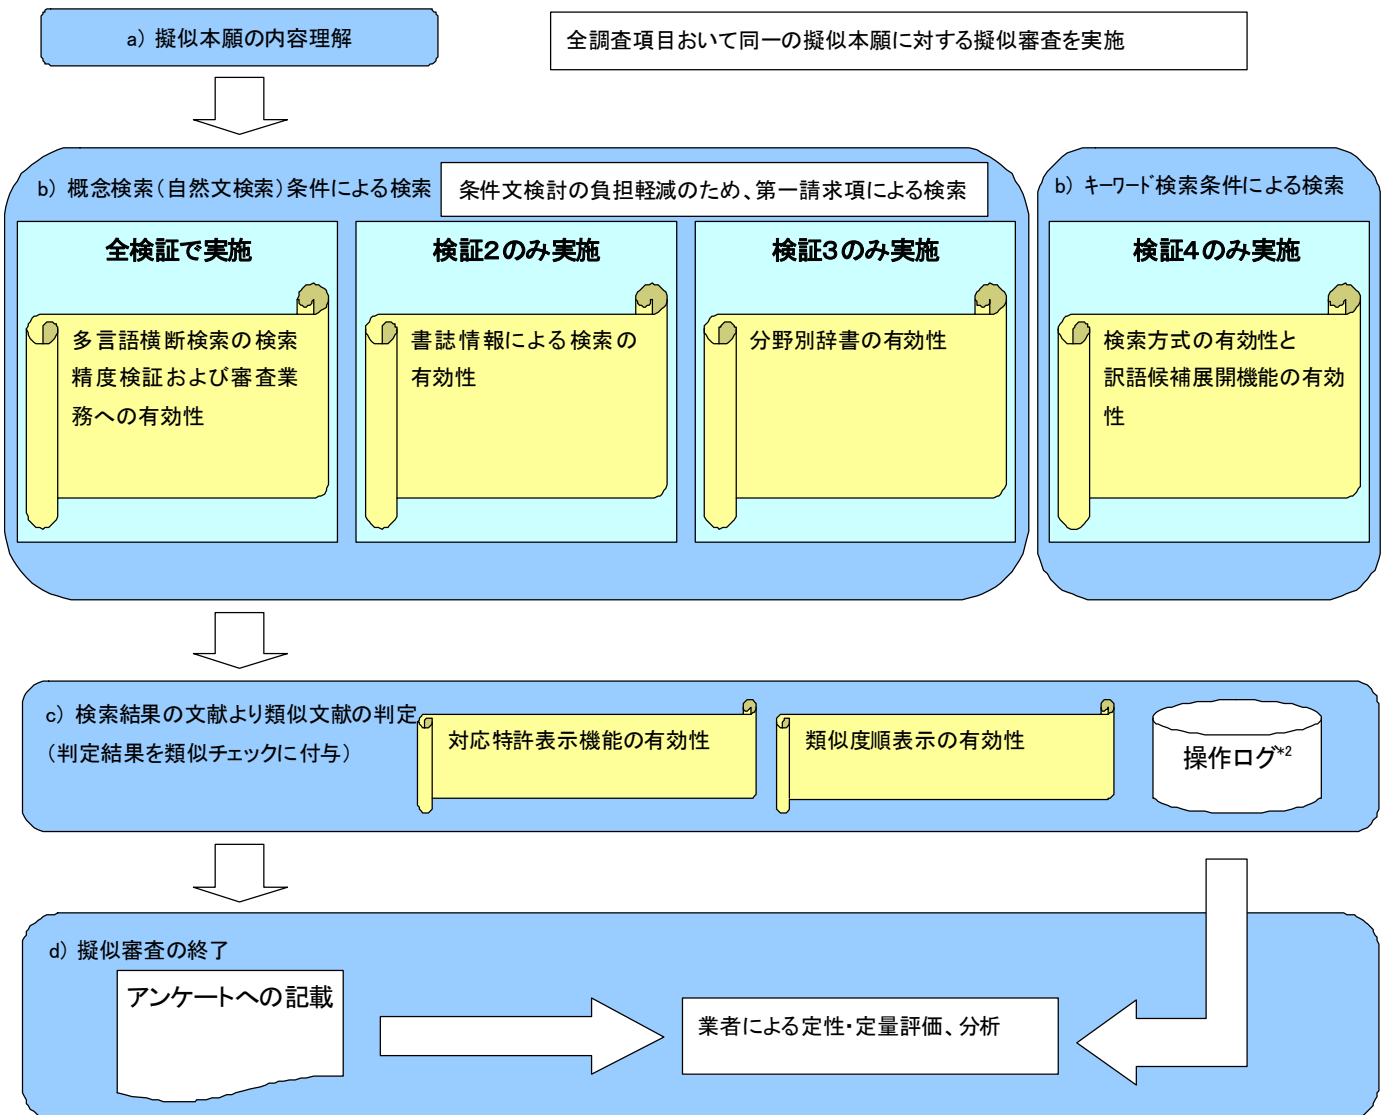 a) 擬似本願の内容理解
全調査項目おいて同一の擬似本願に対する擬似審査を実施
b) 概念検索(自然文検索)条件による検索
条件文検討の負担軽減のため、第一請求項による検索
b) キーワード検索条件による検索
全検証で実施
多言語横断検索の検索
精度検証および審査業
務への有効性
検証2のみ実施
書誌情報による検索の
有効性
検証3のみ実施
分野別辞書の有効性
検証4のみ実施
検索方式の有効性と
訳語候補展開機能の有効
性
c) 検索結果の文献より類似文献の判定
(判定結果を類似チェックに付与)
対応特許表示機能の有効性
類似度順表示の有効性
操作ログ*2
d) 擬似審査の終了
アンケートへの記載
業者による定性・定量評価、分析